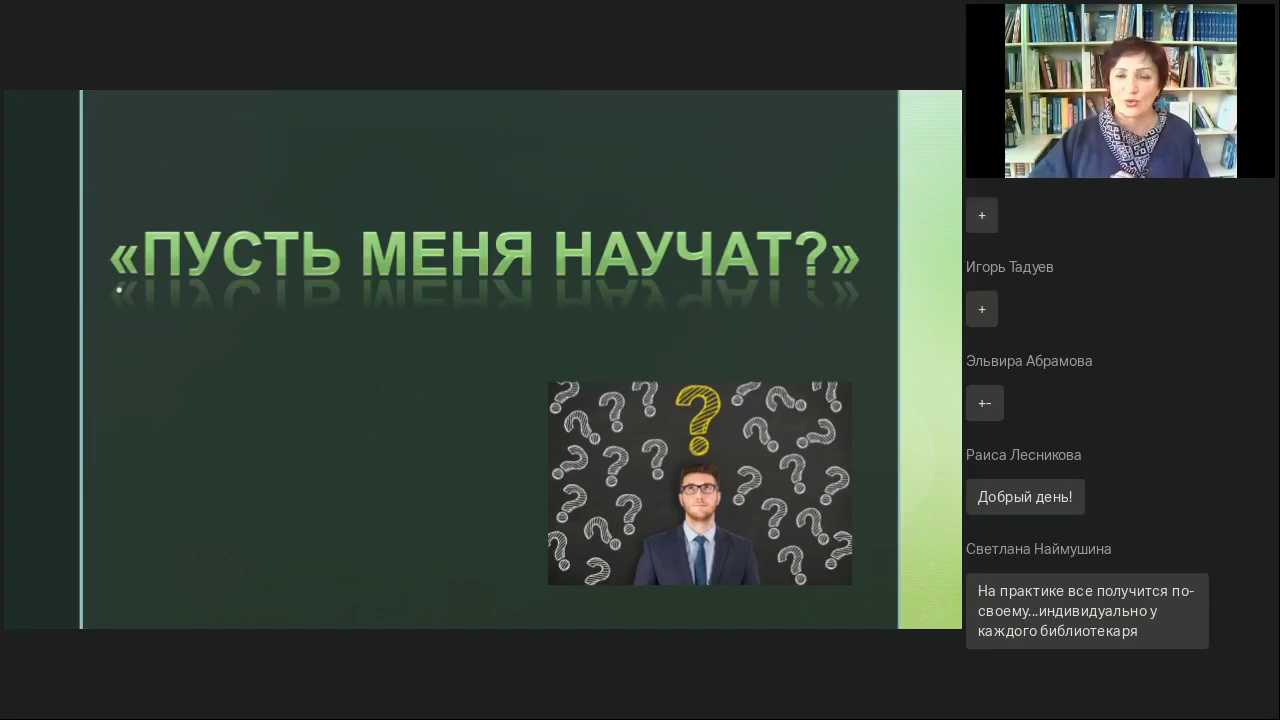 «ПУСТЬ МЕНЯ НАУЧАТ?»
+
Игорь Тадуев
+
Эльвира Абрамова
+-
Раиса Лесникова
Добрый день!
Светлана Наймушина
На практике все получится по-
своему...индивидуально у
каждого библиотекаря